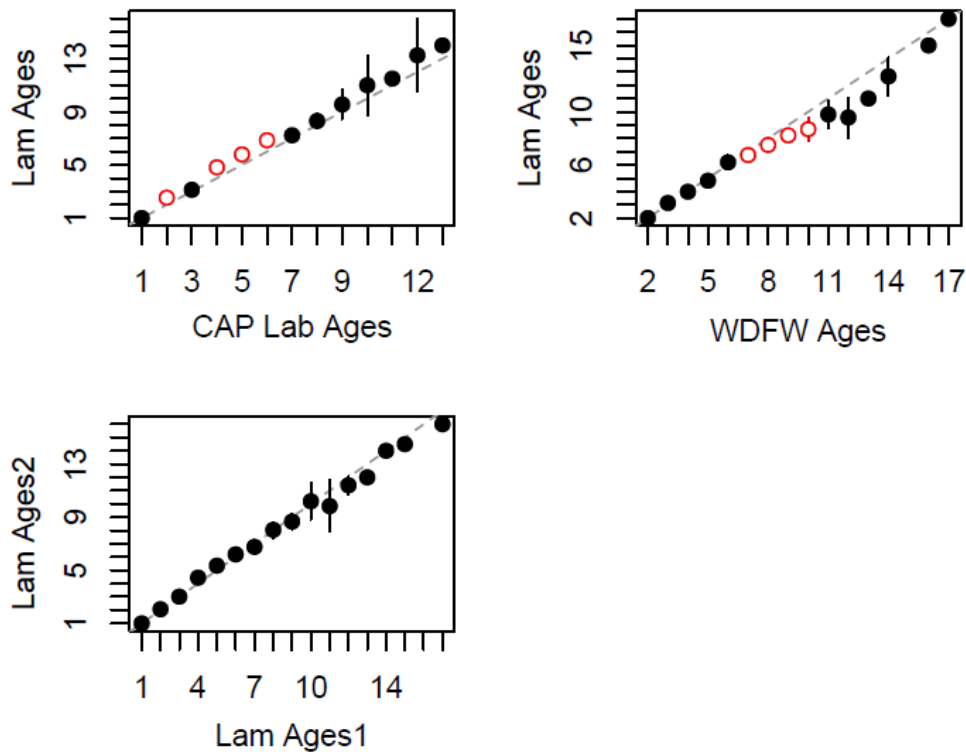 Lam Ages
13
9
5
1
1 3 5 7 9 12
CAP Lab Ages
Lam Ages
15
10
6
2
2 5 8 11 14 17
WDFW Ages
Lam Ages2
13
9
5
1
1 4 7 10 14
Lam Ages1